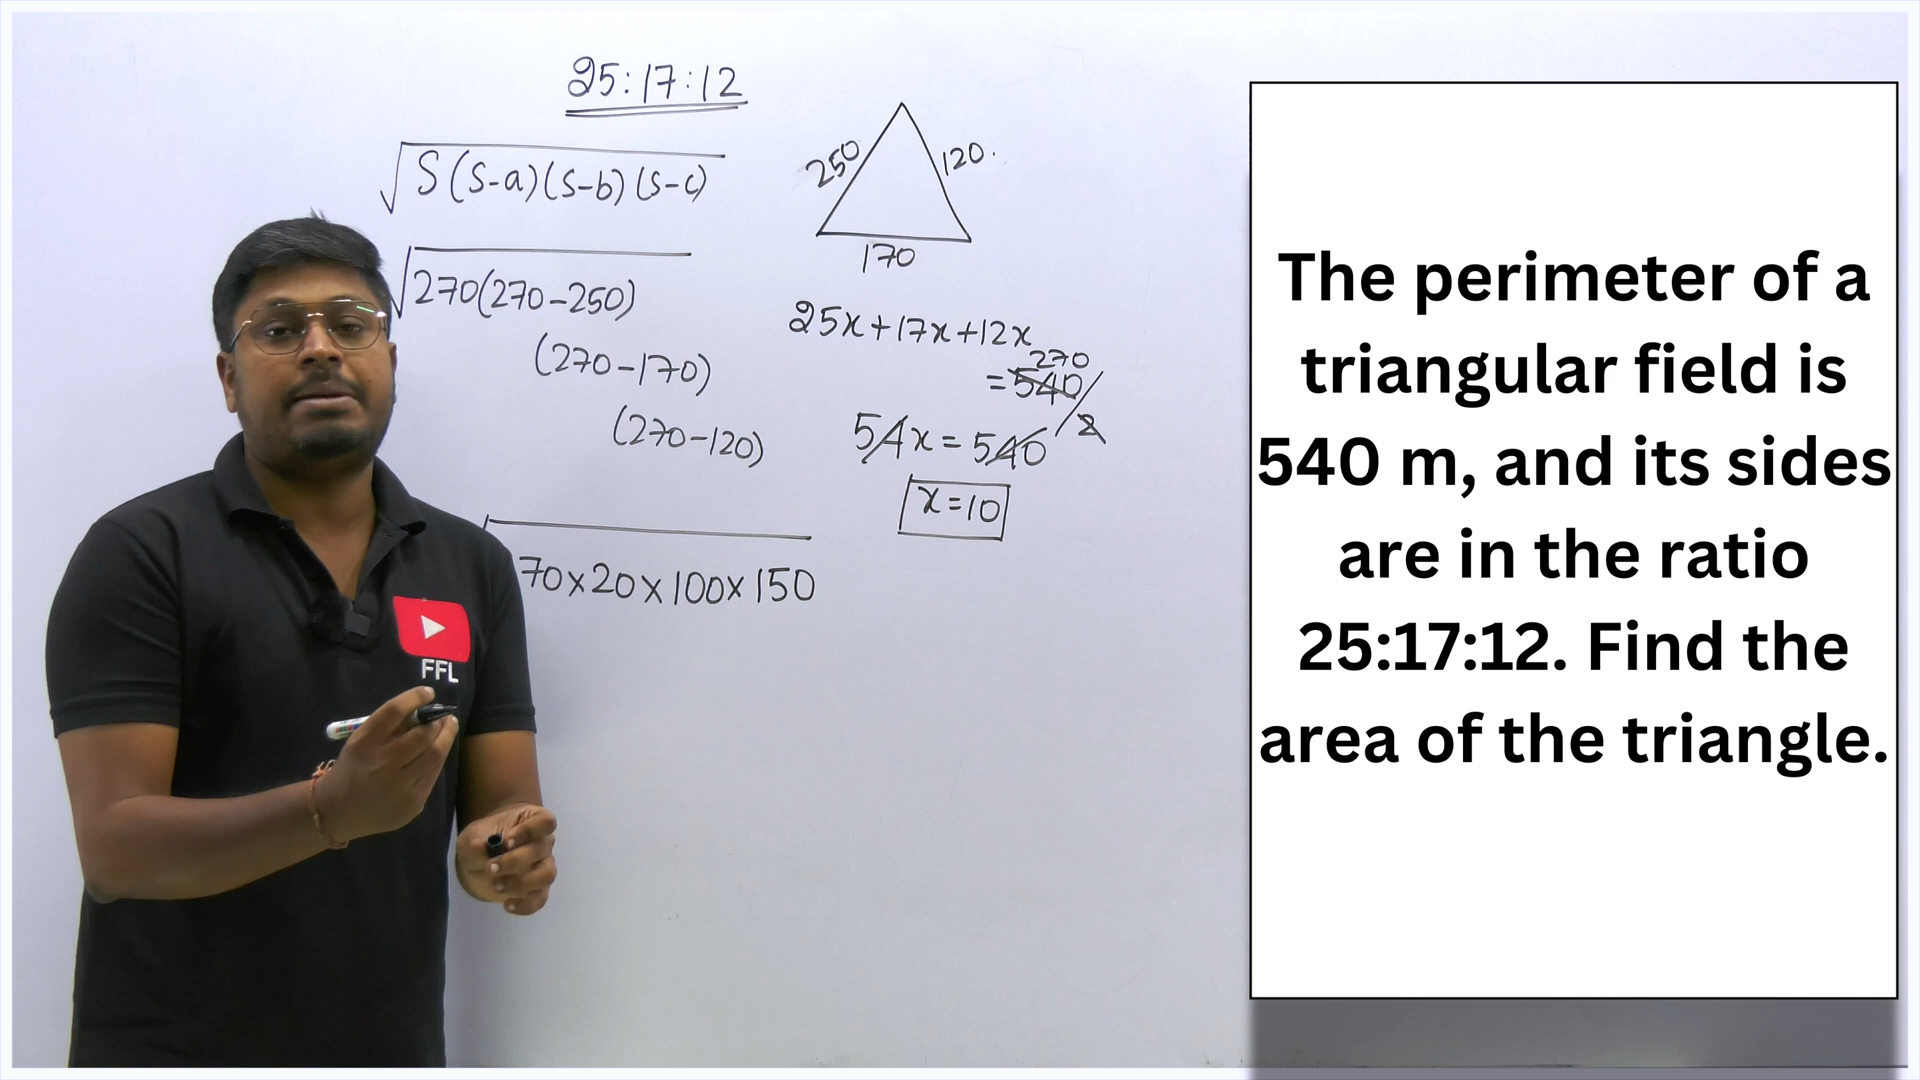 25:17:12
√S(S-a)(S-b)(S-c)
√270(270-250)
(270-170)
(270-120)
70x20x100x150
250
120.
170
25x+17x+12x
270
=540/2
54x=540
x=10
FFL
The perimeter of a
triangular field is
540 m, and its sides
are in the ratio
25:17:12. Find the
area of the triangle.